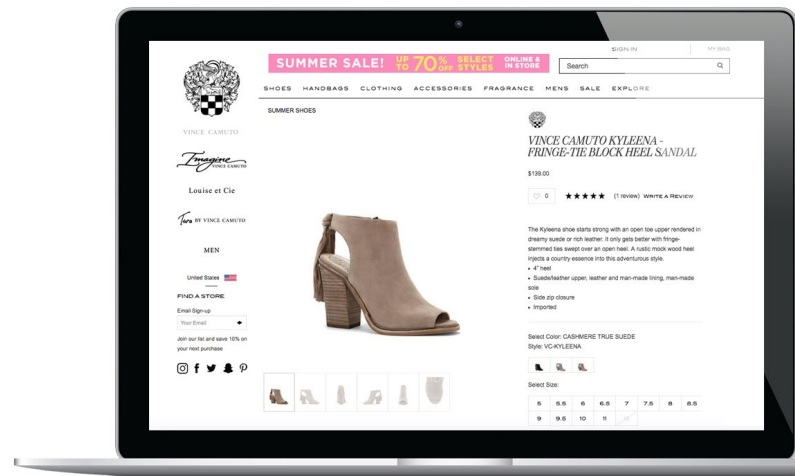 SIGN IN
MY BAG
SUMMER SALE! UP TO 70% OFF SELECT STYLES ONLINE & IN STORE
Search
SHOES HANDBAGS CLOTHING ACCESSORIES FRAGRANCE MENS SALE EXPLORE
VINCE CAMUTO
Imagine
VINCE CAMUTO
Louise et Cie
Tara BY VINCE CAMUTO
MEN
United States
FIND A STORE
Email Sign-up
Your Email
Join our list and save 10% on
your next purchase
SUMMER SHOES
VINCE CAMUTO KYLEENA -
FRINGE-TIE BLOCK HEEL SANDAL
$139.00
0 ★★★★★ (1 review) WRITE A REVIEW
The Kyleena shoe starts strong with an open toe upper rendered in
dreamy suede or rich leather. It only gets better with fringe-
stemmed ties swept over an open heel. A rustic mock wood heel
injects a country essence into this adventurous style.
• 4" heel
• Suede/leather upper, leather and man-made lining, man-made
sole
• Side zip closure
• Imported
Select Color: CASHMERE TRUE SUEDE
Style: VC-KYLEENA
Select Size:
5 5.5 6 6.5 7 7.5 8 8.5
9 9.5 10 11